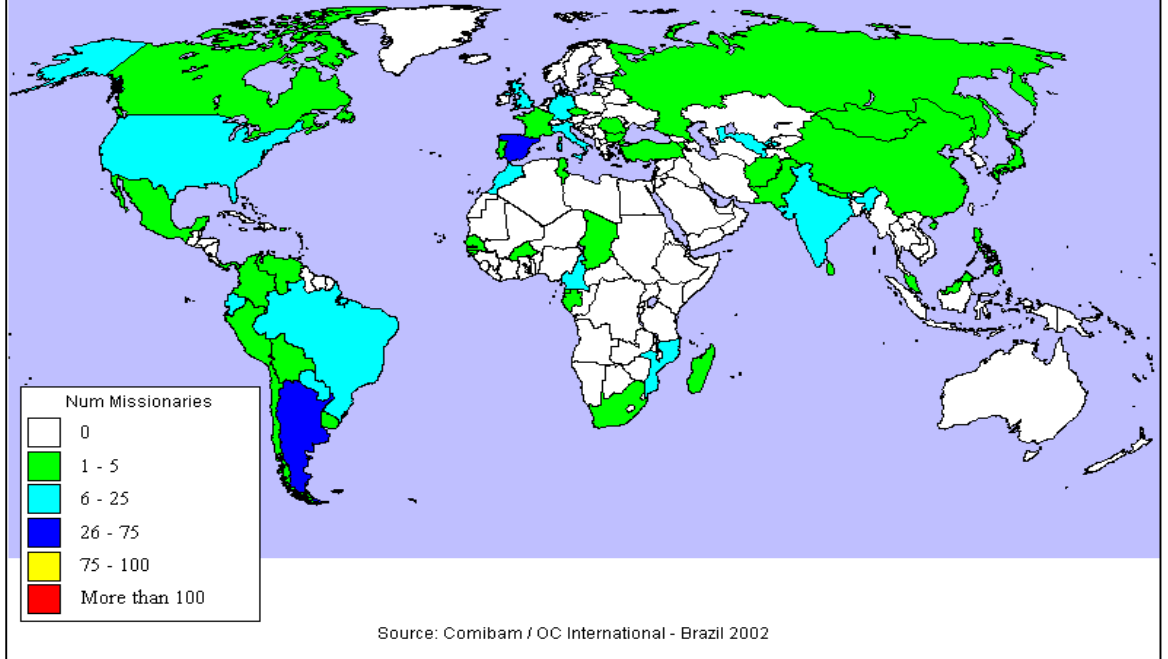 Num Missionaries
0
1 - 5
6 - 25
26 - 75
75 - 100
More than 100
Source: Comibam / OC International - Brazil 2002